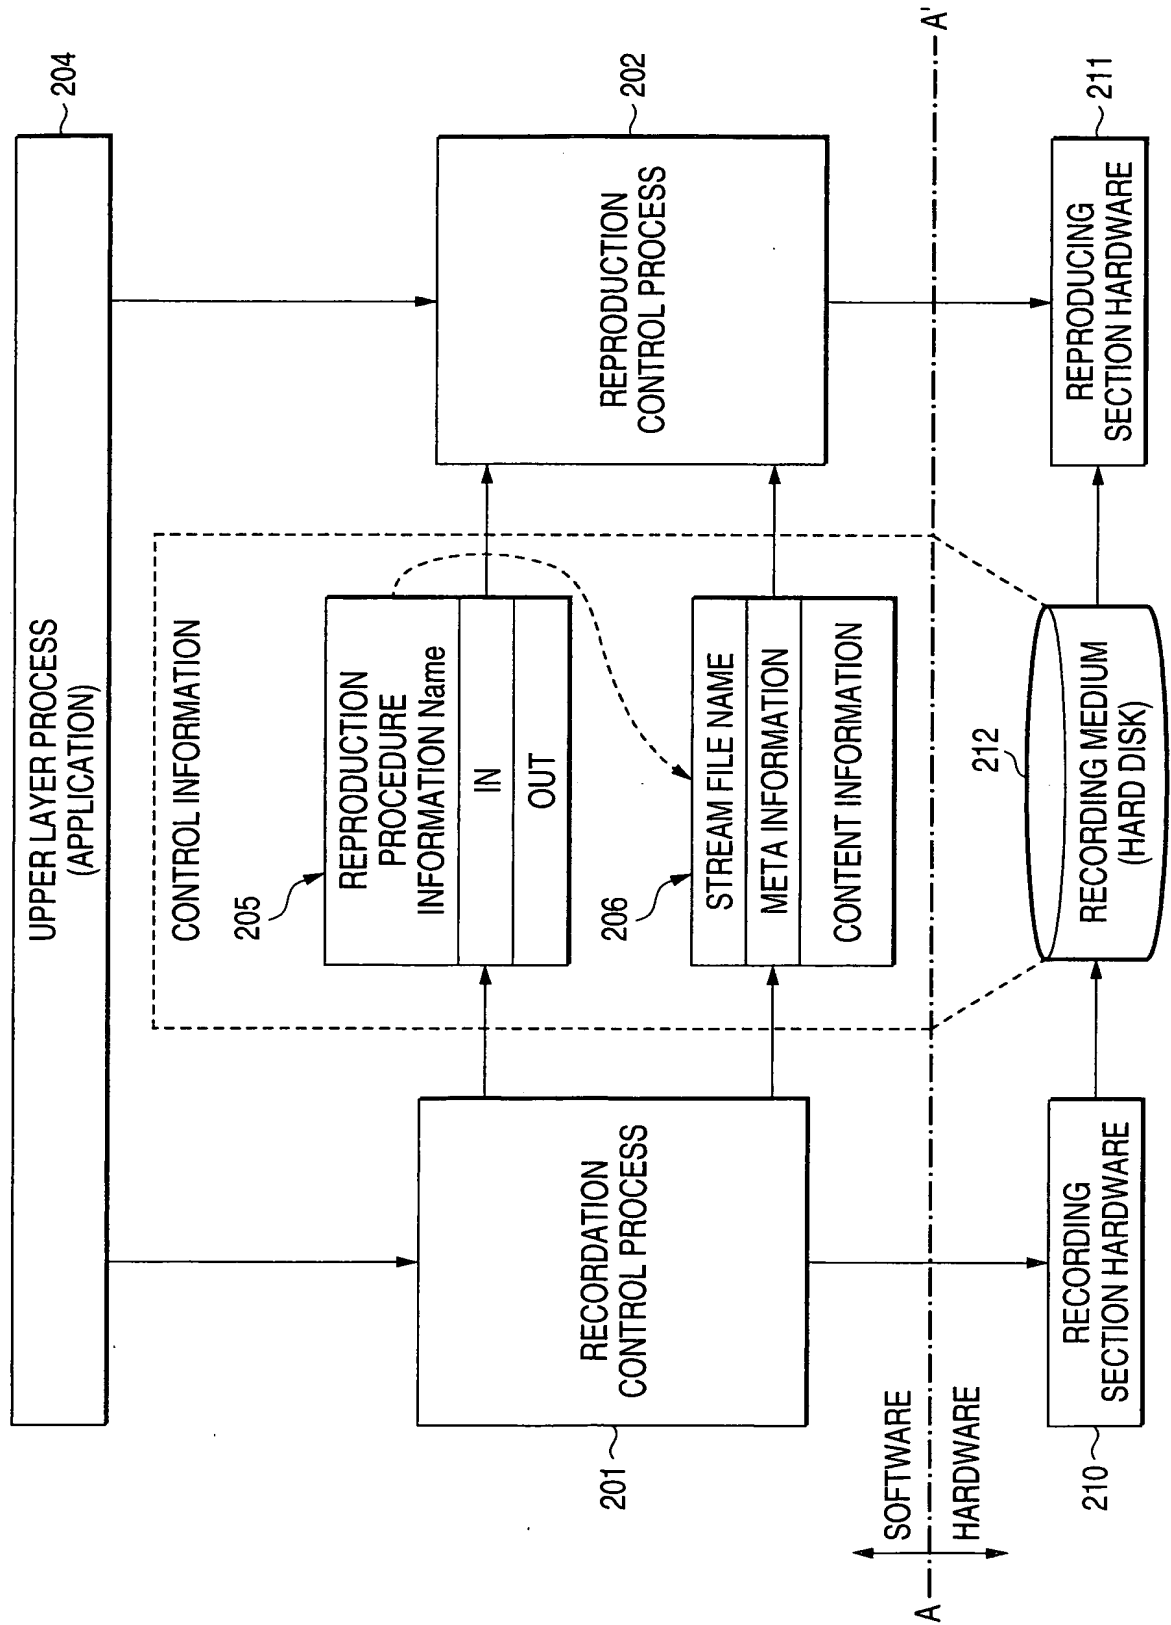 204
UPPER LAYER PROCESS
(APPLICATION)
CONTROL INFORMATION
205
REPRODUCTION
PROCEDURE
INFORMATION Name
IN
OUT
206
STREAM FILE NAME
META INFORMATION
CONTENT INFORMATION
201
RECORDATION
CONTROL PROCESS
202
REPRODUCTION
CONTROL PROCESS
SOFTWARE
HARDWARE
A
A'
210
RECORDING
SECTION HARDWARE
212
RECORDING MEDIUM
(HARD DISK)
211
REPRODUCING
SECTION HARDWARE